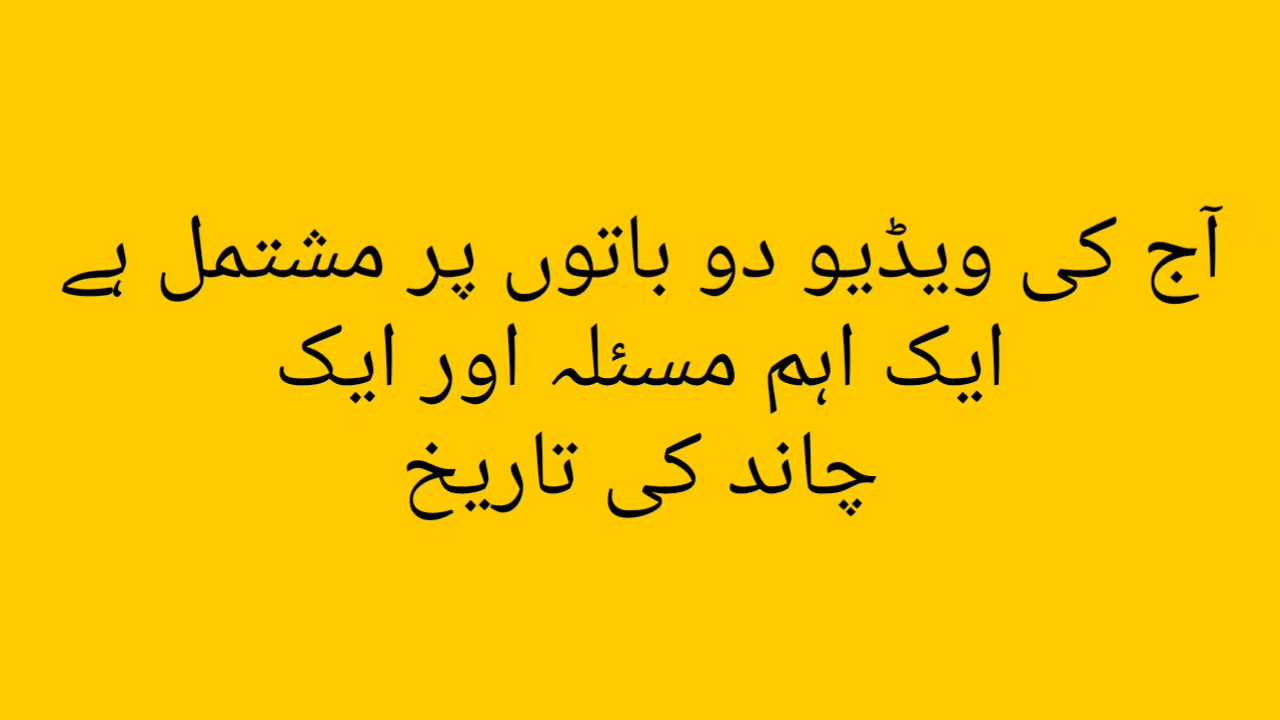 آج کی ویڈیو دو باتوں پر مشتمل ہے
ایک اہم مسئلہ اور ایک
چاند کی تاریخ